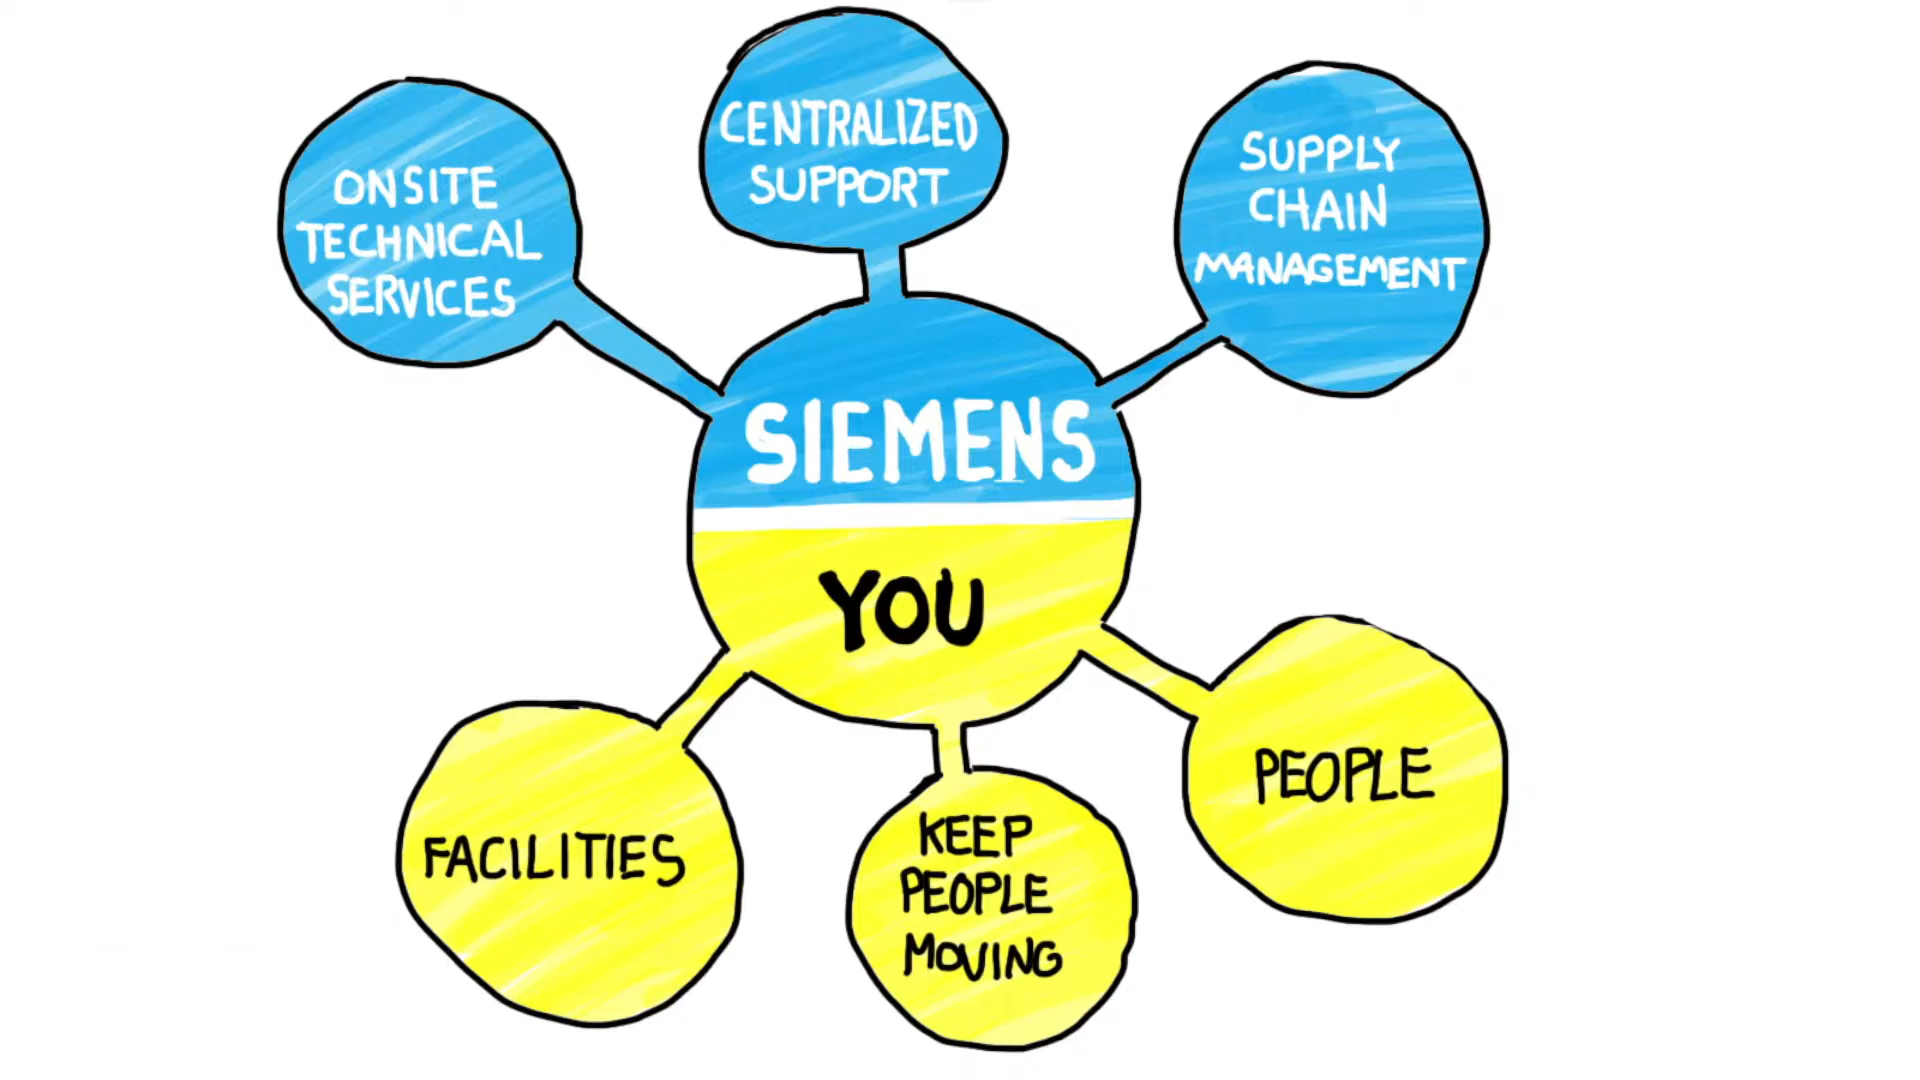 CENTRALIZED
SUPPORT
ONSITE
TECHNICAL
SERVICES
SUPPLY
CHAIN
MANAGEMENT
SIEMENS
YOU
FACILITIES
KEEP
PEOPLE
MOVING
PEOPLE